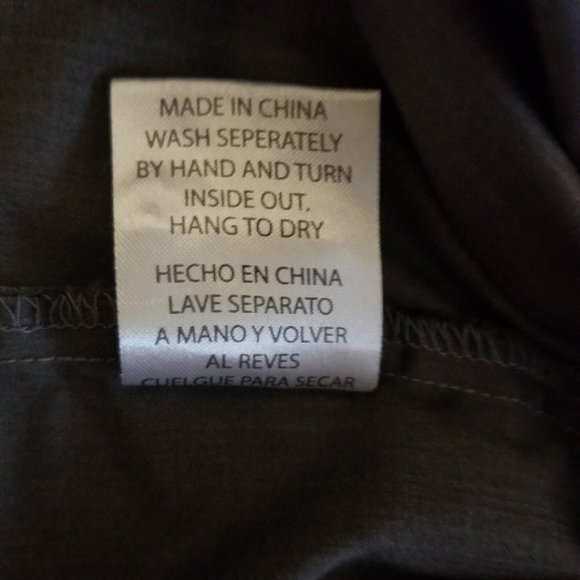 MADE IN CHINA
WASH SEPERATELY
BY HAND AND TURN
INSIDE OUT.
HANG TO DRY
HECHO EN CHINA
LAVE SEPARATO
A MANO Y VOLVER
AL REVES
CUELGUE PARA SECAR